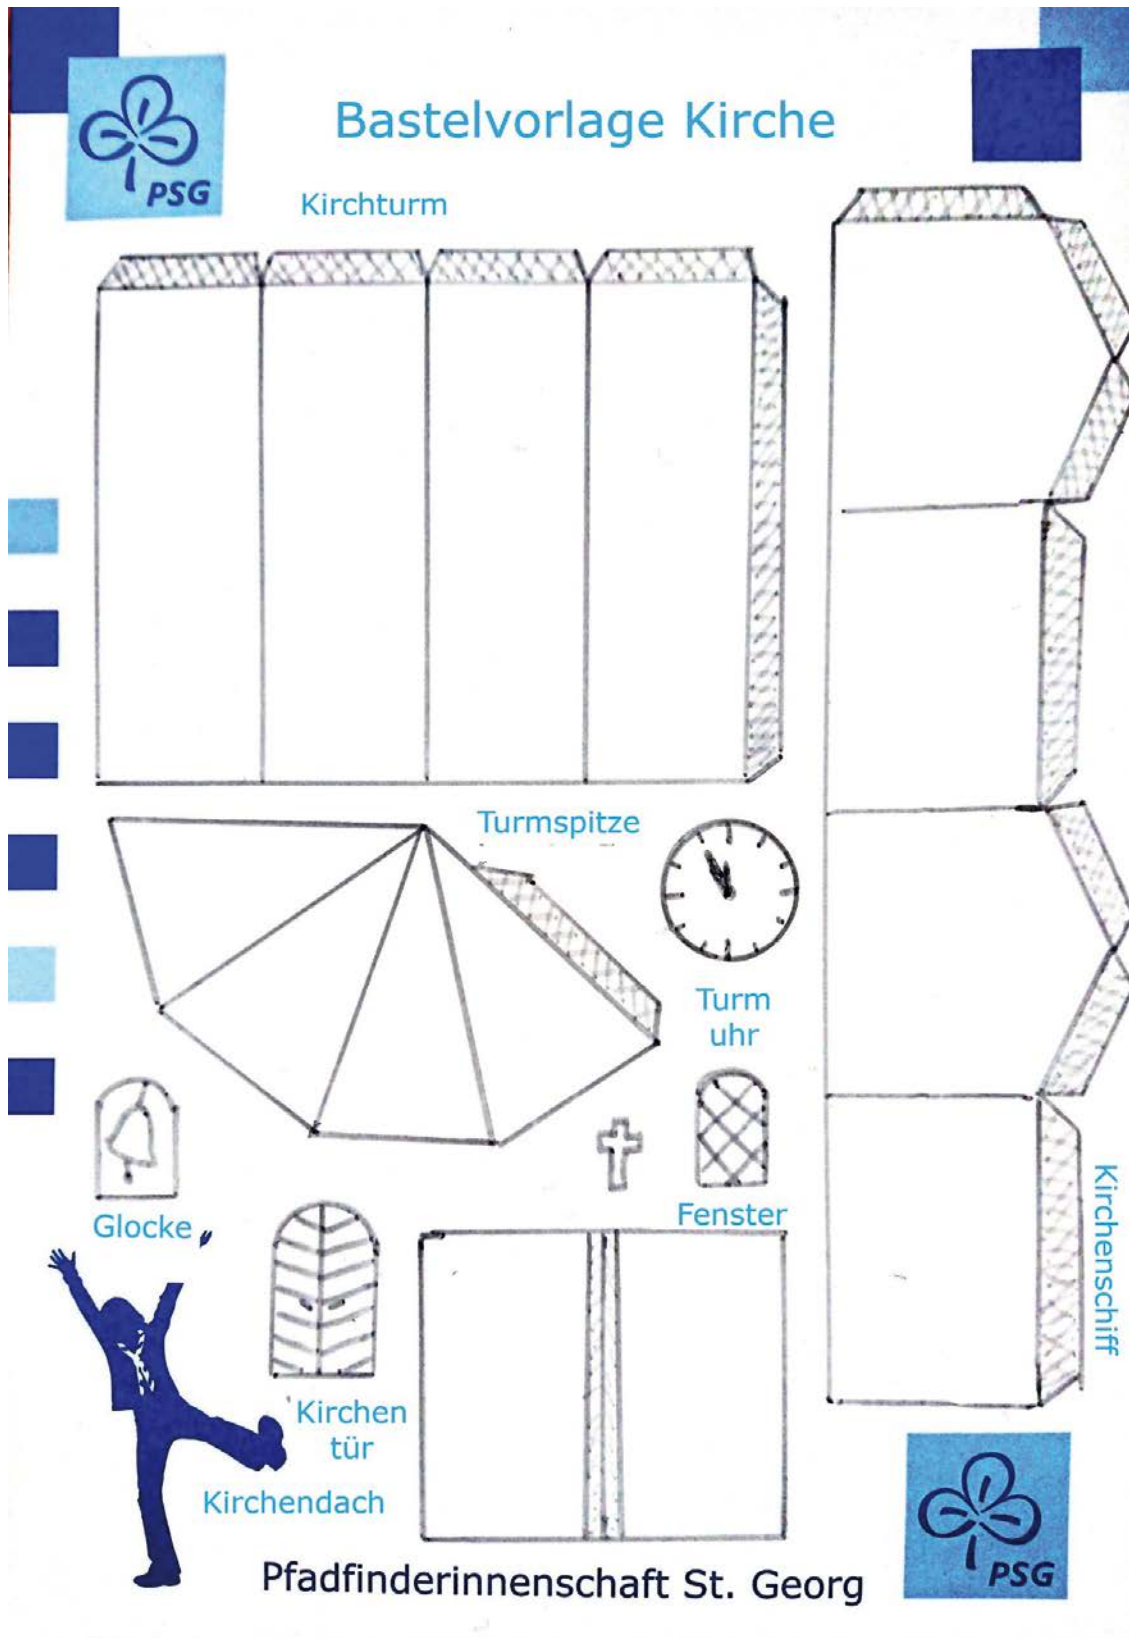 Bastelvorlage Kirche
PSG
Kirchturm
Turmspitze
Turm
uhr
Glocke
Fenster
Kirchenschiff
Kirchen
tür
Kirchendach
Pfadfinderinnenschaft St. Georg
PSG